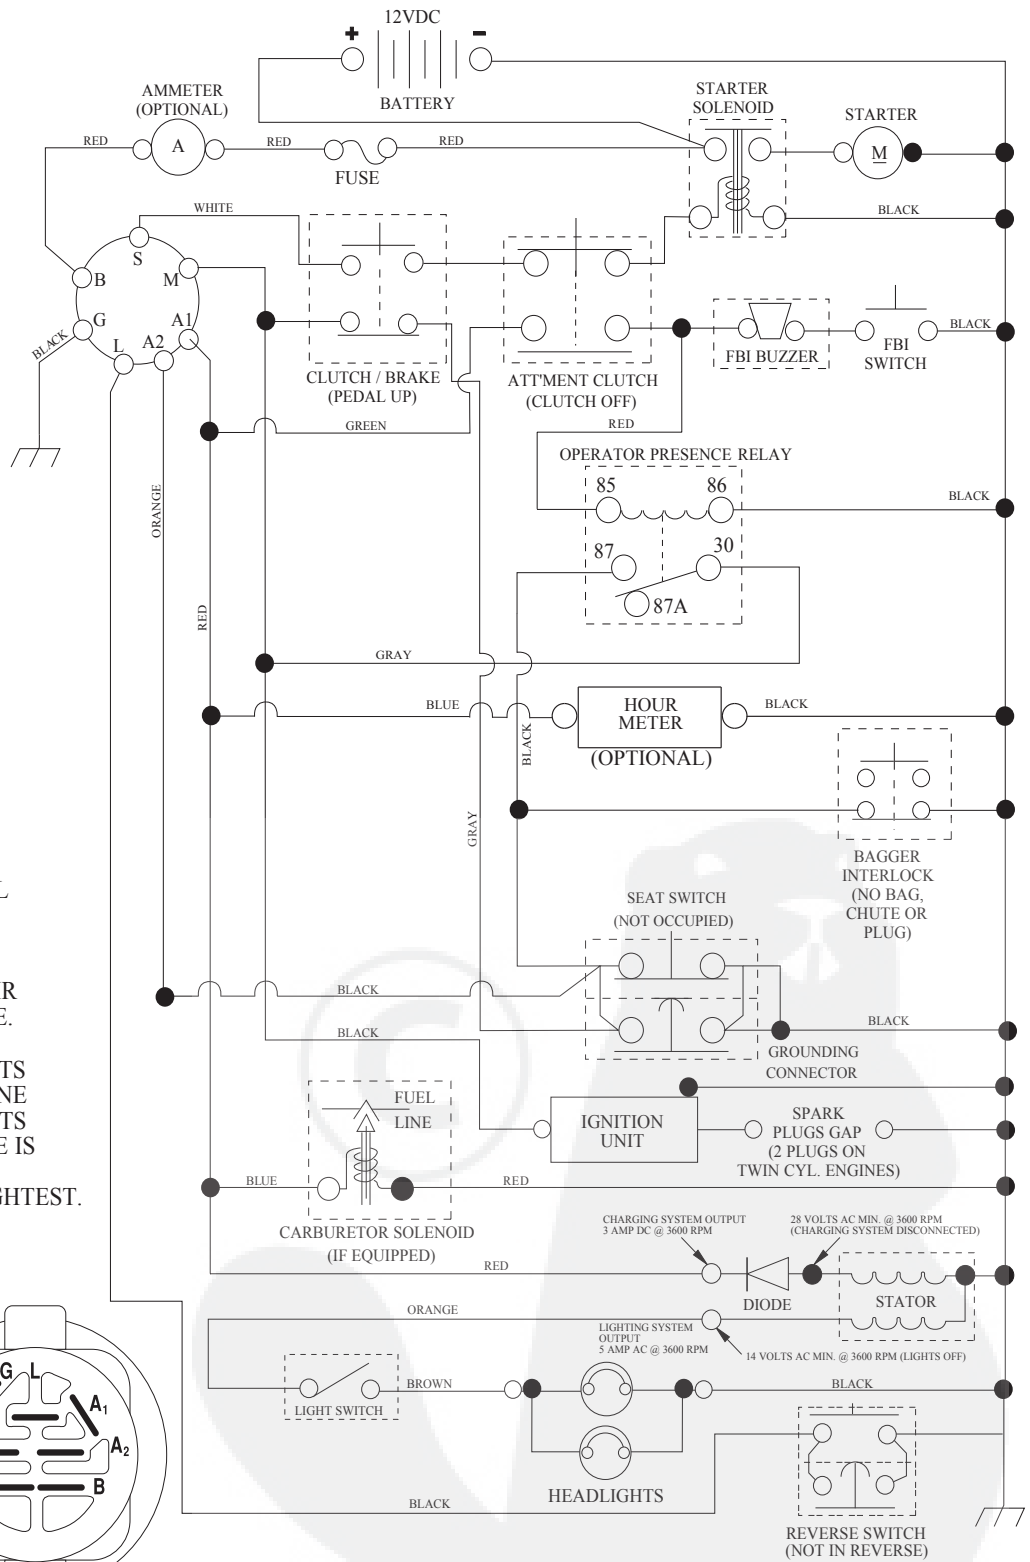 12VDC
+
-
BATTERY
AMMETER
(OPTIONAL)
A
RED
RED
FUSE
RED
STARTER
SOLENOID
STARTER
M
BLACK
WHITE
S
B
M
G
A1
L
A2
BLACK
CLUTCH / BRAKE
(PEDAL UP)
ATT'MENT CLUTCH
(CLUTCH OFF)
FBI BUZZER
FBI
SWITCH
BLACK
GREEN
RED
OPERATOR PRESENCE RELAY
85
86
BLACK
87
30
87A
ORANGE
RED
GRAY
BLUE
HOUR
METER
(OPTIONAL)
BLACK
BLACK
GRAY
BAGGER
INTERLOCK
(NO BAG,
CHUTE OR
PLUG)
SEAT SWITCH
(NOT OCCUPIED)
BLACK
BLACK
BLACK
GROUNDING
CONNECTOR
L
IR
E.
TS
NE
TS
E IS
GHTEST.
FUEL
LINE
IGNITION
UNIT
SPARK
PLUGS GAP
(2 PLUGS ON
TWIN CYL. ENGINES)
BLUE
RED
CARBURETOR SOLENOID
(IF EQUIPPED)
CHARGING SYSTEM OUTPUT
3 AMP DC @ 3600 RPM
28 VOLTS AC MIN. @ 3600 RPM
(CHARGING SYSTEM DISCONNECTED)
RED
DIODE
STATOR
ORANGE
LIGHTING SYSTEM
OUTPUT
5 AMP AC @ 3600 RPM
14 VOLTS AC MIN. @ 3600 RPM (LIGHTS OFF)
LIGHT SWITCH
BROWN
BLACK
HEADLIGHTS
BLACK
REVERSE SWITCH
(NOT IN REVERSE)
G L
A1
A2
B
©